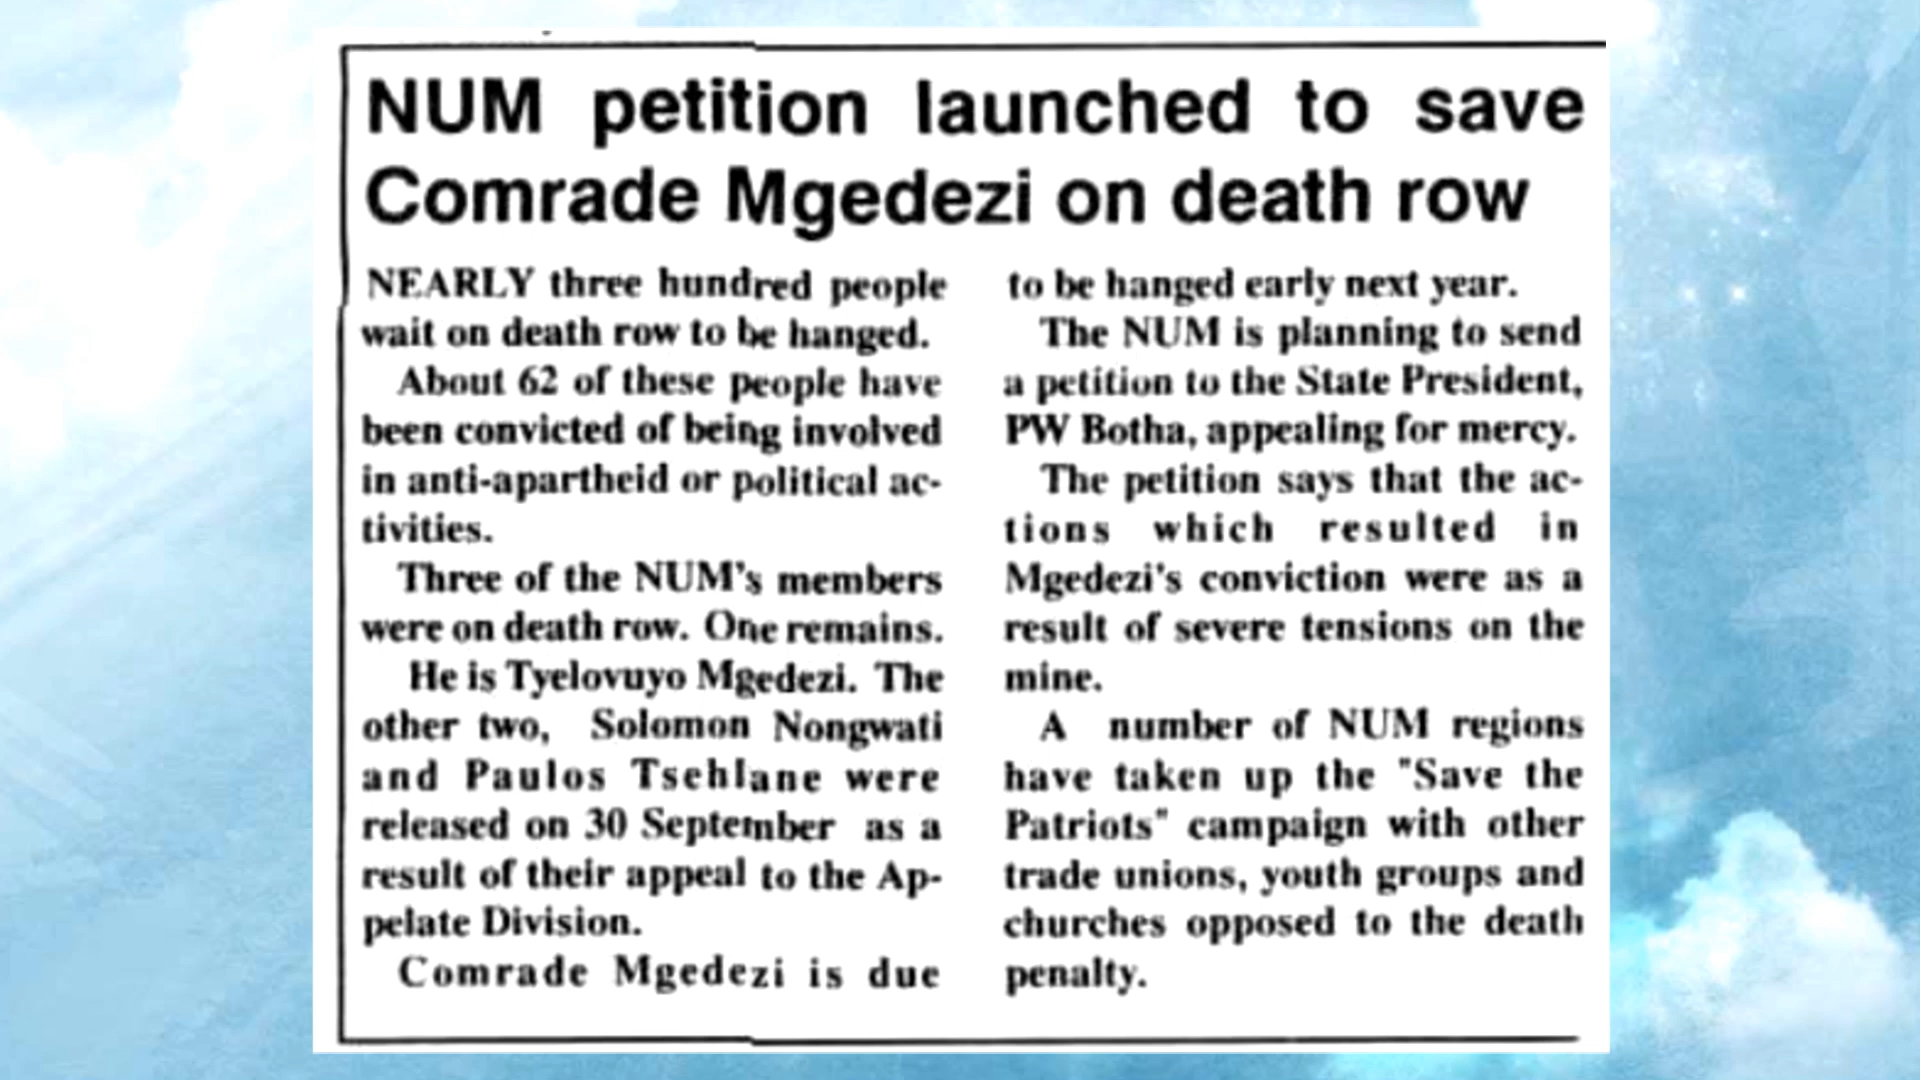 NUM petition launched to save
Comrade Mgedezi on death row
NEARLY three hundred people
wait on death row to be hanged.
About 62 of these people have
been convicted of being involved
in anti-apartheid or political ac-
tivities.
Three of the NUM's members
were on death row. One remains.
He is Tyelovuyo Mgedezi. The
other two, Solomon Nongwati
and Paulos Tsehlane were
released on 30 September as a
result of their appeal to the Ap-
pelate Division.
Comrade Mgedezi is due
to be hanged early next year.
The NUM is planning to send
a petition to the State President,
PW Botha, appealing for mercy.
The petition says that the ac-
tions which resulted in
Mgedezi's conviction were as a
result of severe tensions on the
mine.
A number of NUM regions
have taken up the "Save the
Patriots" campaign with other
trade unions, youth groups and
churches opposed to the death
penalty.